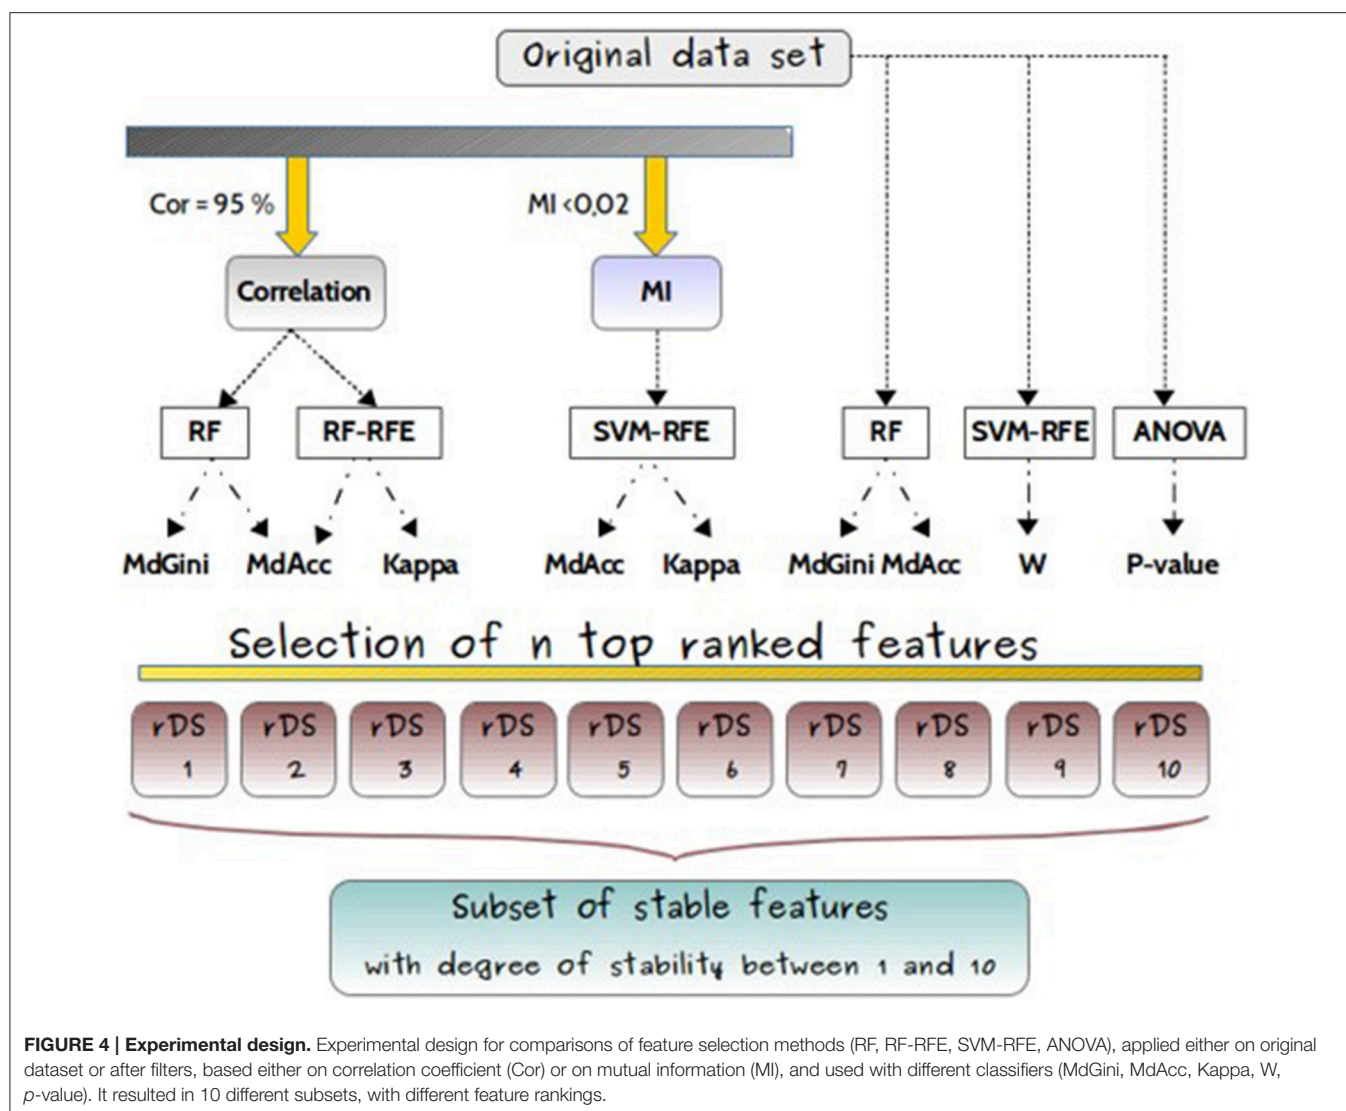 Original data set
Cor = 95 %
MI <0,02
Correlation
MI
RF
RF-RFE
SVM-RFE
RF
SVM-RFE
ANOVA
MdGini
MdAcc
Kappa
MdAcc
Kappa
MdGini
MdAcc
W
P-value
Selection of n top ranked features
rDS
1
rDS
2
rDS
3
rDS
4
rDS
5
rDS
6
rDS
7
rDS
8
rDS
9
rDS
10
Subset of stable features
with degree of stability between 1 and 10
FIGURE 4 | Experimental design. Experimental design for comparisons of feature selection methods (RF, RF-RFE, SVM-RFE, ANOVA), applied either on original
dataset or after filters, based either on correlation coefficient (Cor) or on mutual information (MI), and used with different classifiers (MdGini, MdAcc, Kappa, W,
p-value). It resulted in 10 different subsets, with different feature rankings.